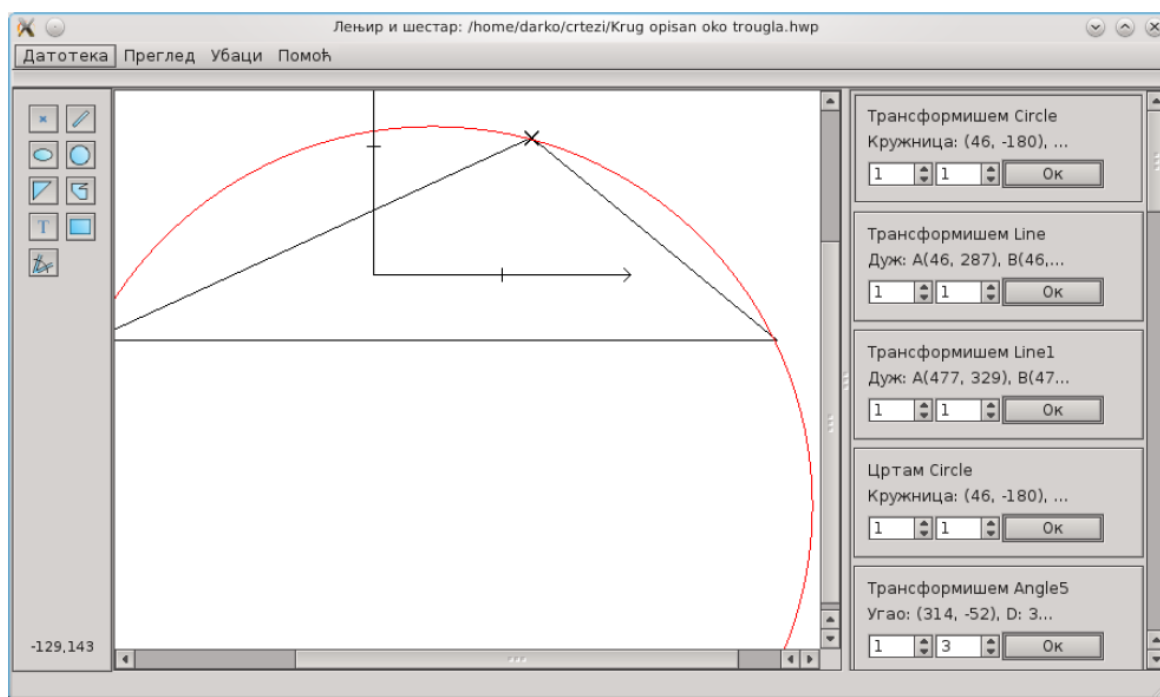 Лењир и шестар: /home/darko/crtezi/Krug opisan oko trougla.hwp
Датотека Преглед Убаци Помоћ
T
-129,143
Трансформишем Circle
Кружница: (46, -180), ...
1 1 Ок
Трансформишем Line
Дуж: A(46, 287), B(46,...
1 1 Ок
Трансформишем Line1
Дуж: A(477, 329), B(47...
1 1 Ок
Цртам Circle
Кружница: (46, -180), ...
1 1 Ок
Трансформишем Angle5
Угао: (314, -52), D: 3...
1 3 Ок